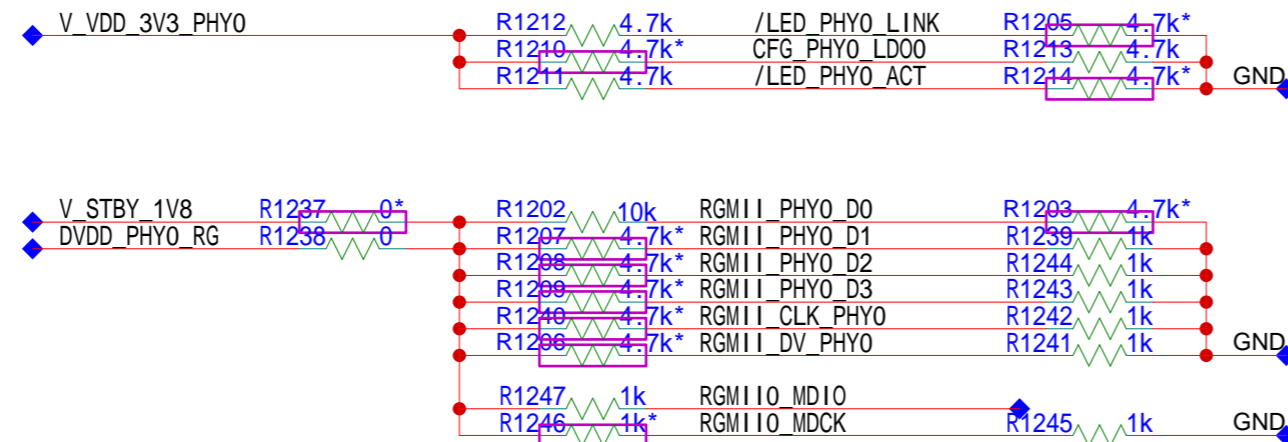 V_VDD_3V3_PHY0 R1212 4.7k /LED_PHY0_LINK R1205 4.7k*
R1210 4.7k* CFG_PHY0_LDO0 R1213 4.7k
R1211 4.7k /LED_PHY0_ACT R1214 4.7k* GND
V_STBY_1V8 R1237 0* R1202 10k RGMII_PHY0_D0 R1203 4.7k*
DVDD_PHY0_RG R1238 0 R1207 4.7k* RGMII_PHY0_D1 R1239 1k
R1208 4.7k* RGMII_PHY0_D2 R1244 1k
R1209 4.7k* RGMII_PHY0_D3 R1243 1k
R1240 4.7k* RGMII_CLK_PHY0 R1242 1k
R1206 4.7k* RGMII_DV_PHY0 R1241 1k GND
R1247 1k RGMII0_MDIO
R1246 1k* RGMII0_MDCK R1245 1k GND